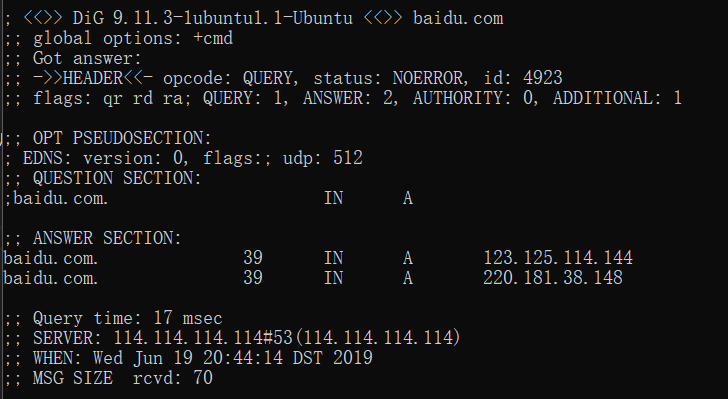 ; <<>> DiG 9.11.3-1ubuntu1.1-Ubuntu <<>> baidu.com
;; global options: +cmd
;; Got answer:
;; ->>HEADER<<- opcode: QUERY, status: NOERROR, id: 4923
;; flags: qr rd ra; QUERY: 1, ANSWER: 2, AUTHORITY: 0, ADDITIONAL: 1
;; OPT PSEUDOSECTION:
; EDNS: version: 0, flags:; udp: 512
;; QUESTION SECTION:
;baidu.com. IN A
;; ANSWER SECTION:
baidu.com. 39 IN A 123.125.114.144
baidu.com. 39 IN A 220.181.38.148
;; Query time: 17 msec
;; SERVER: 114.114.114.114#53(114.114.114.114)
;; WHEN: Wed Jun 19 20:44:14 DST 2019
;; MSG SIZE rcvd: 70